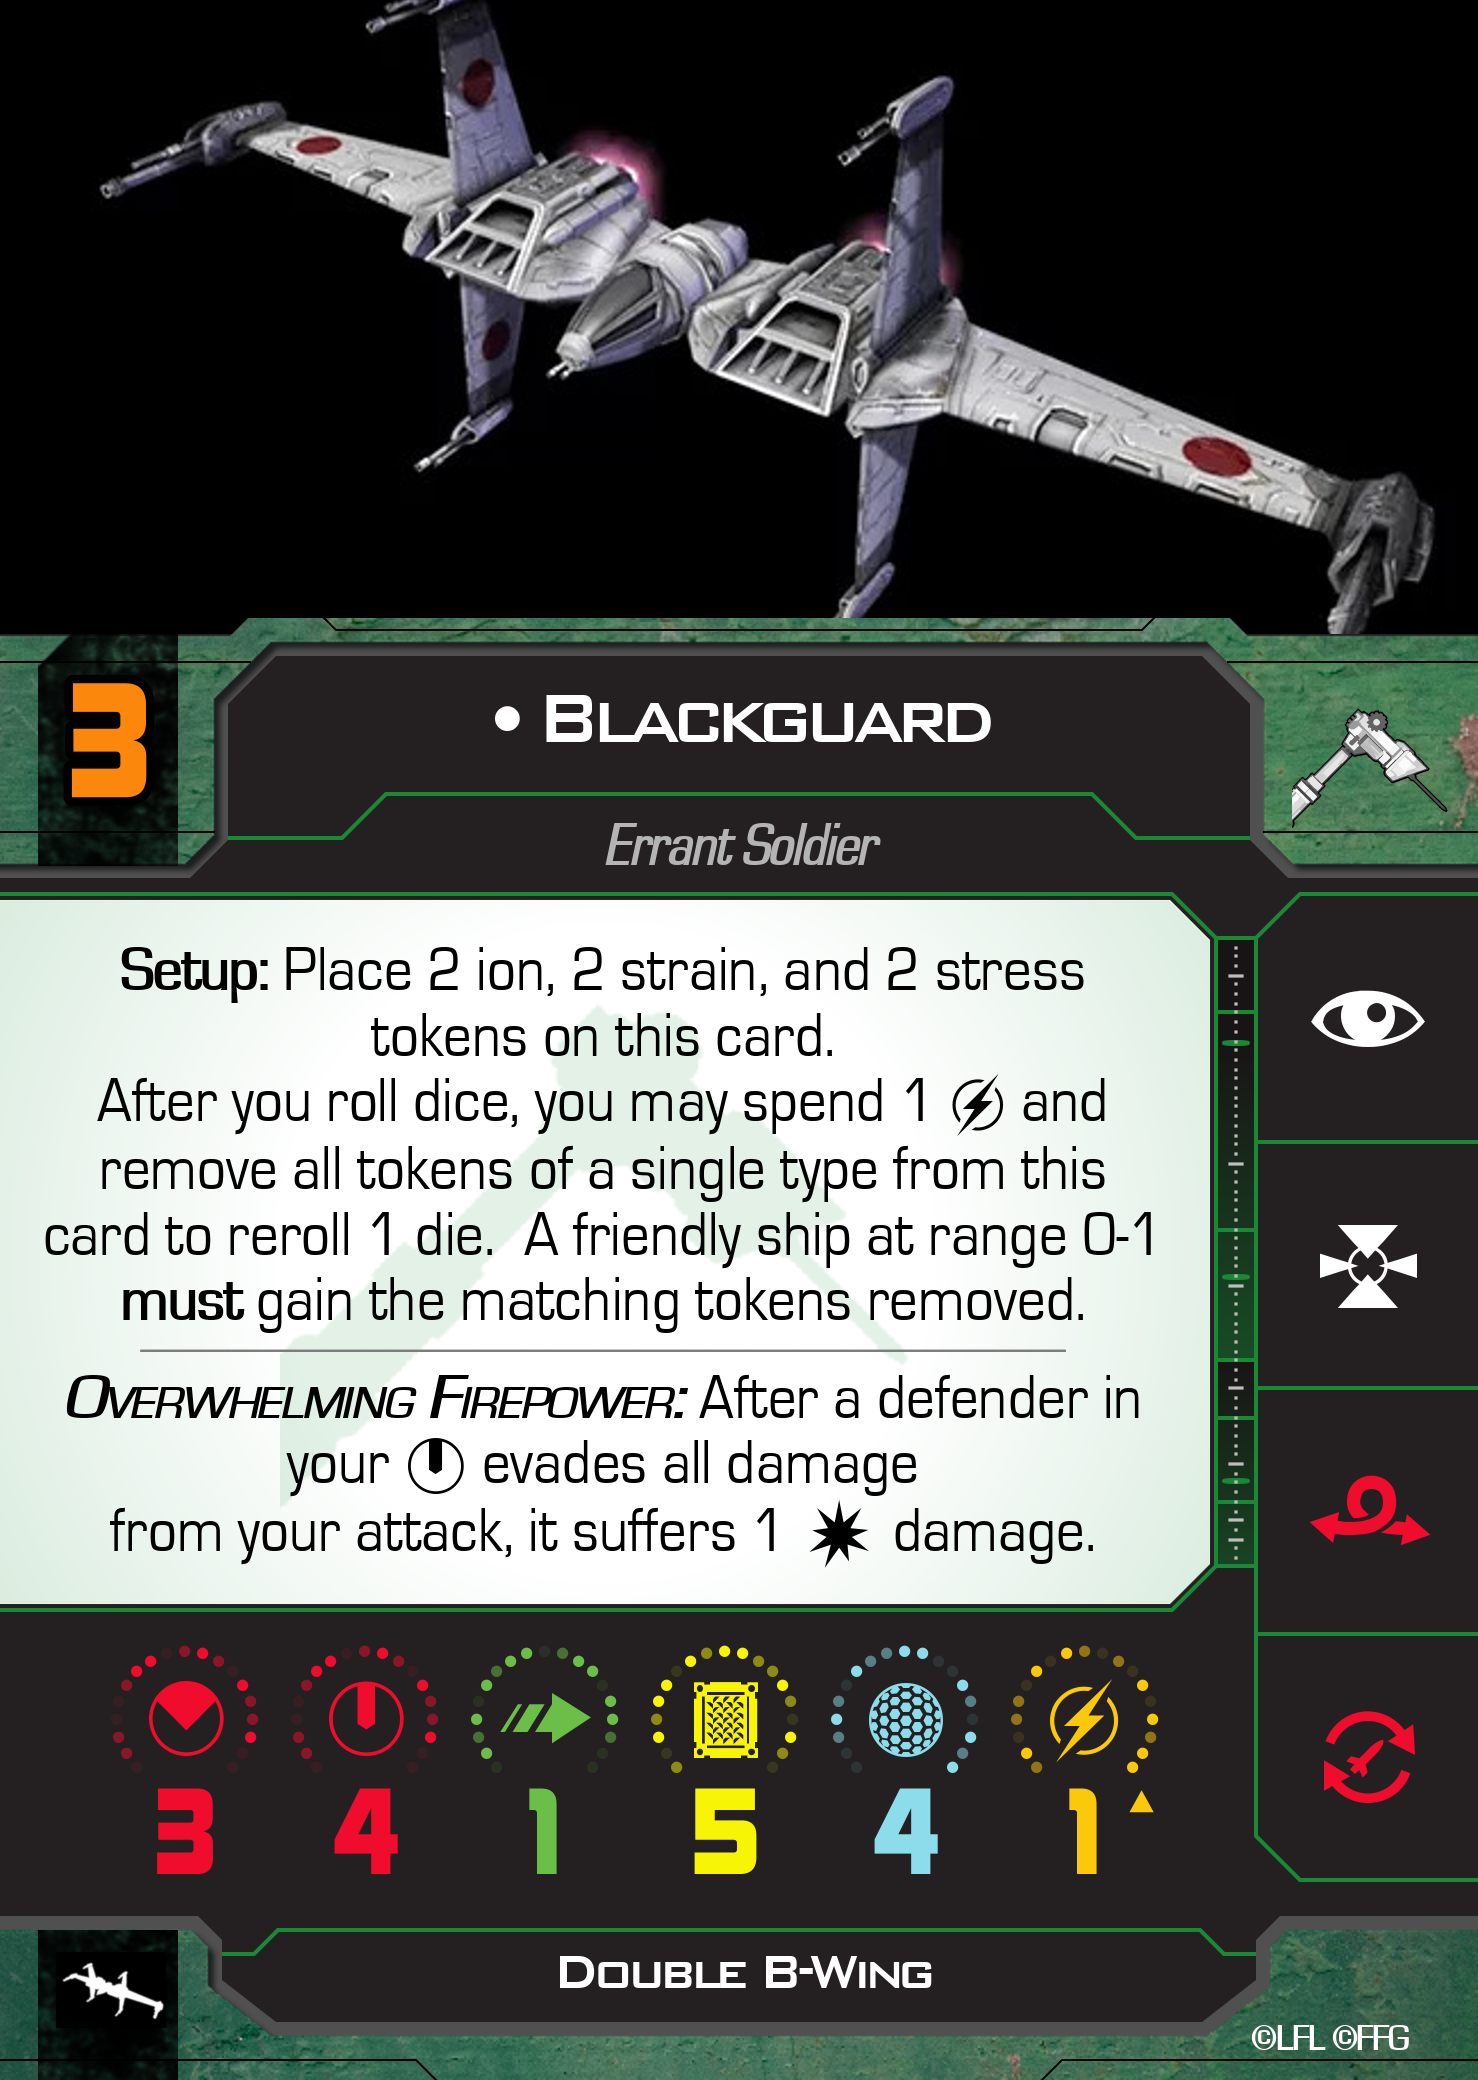 3
• BLACKGUARD
Errant Soldier
Setup: Place 2 ion, 2 strain, and 2 stress
tokens on this card.
After you roll dice, you may spend 1 and
remove all tokens of a single type from this
card to reroll 1 die. A friendly ship at range 0-1
must gain the matching tokens removed.
OVERWHELMING FIREPOWER: After a defender in
your evades all damage
from your attack, it suffers 1 damage.
3 4 1 5 4 1
DOUBLE B-WING
©LFL ©FFG